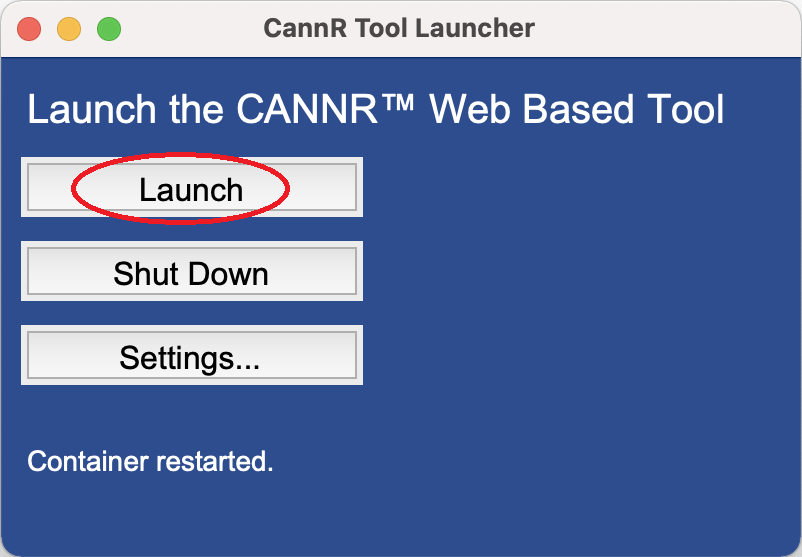 CannR Tool Launcher
Launch the CANNR™ Web Based Tool
Launch
Shut Down
Settings...
Container restarted.